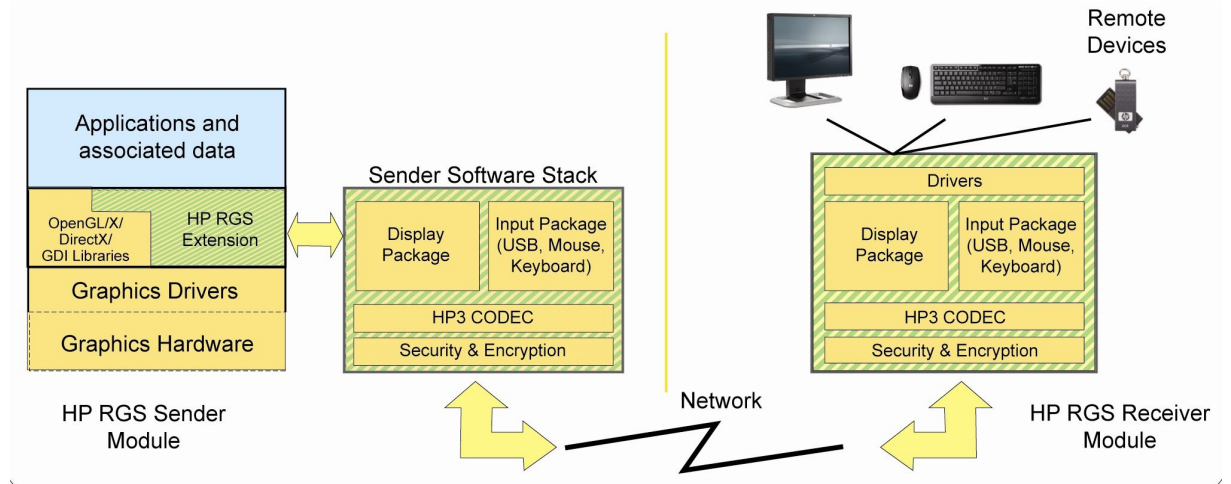 Remote
Devices
Applications and
associated data
OpenGL/X/
DirectX/
GDI Libraries
HP RGS
Extension
Graphics Drivers
Graphics Hardware
HP RGS Sender
Module
Sender Software Stack
Display
Package
Input Package
(USB, Mouse,
Keyboard)
HP3 CODEC
Security & Encryption
Network
Drivers
Display
Package
Input Package
(USB, Mouse,
Keyboard)
HP3 CODEC
Security & Encryption
HP RGS Receiver
Module